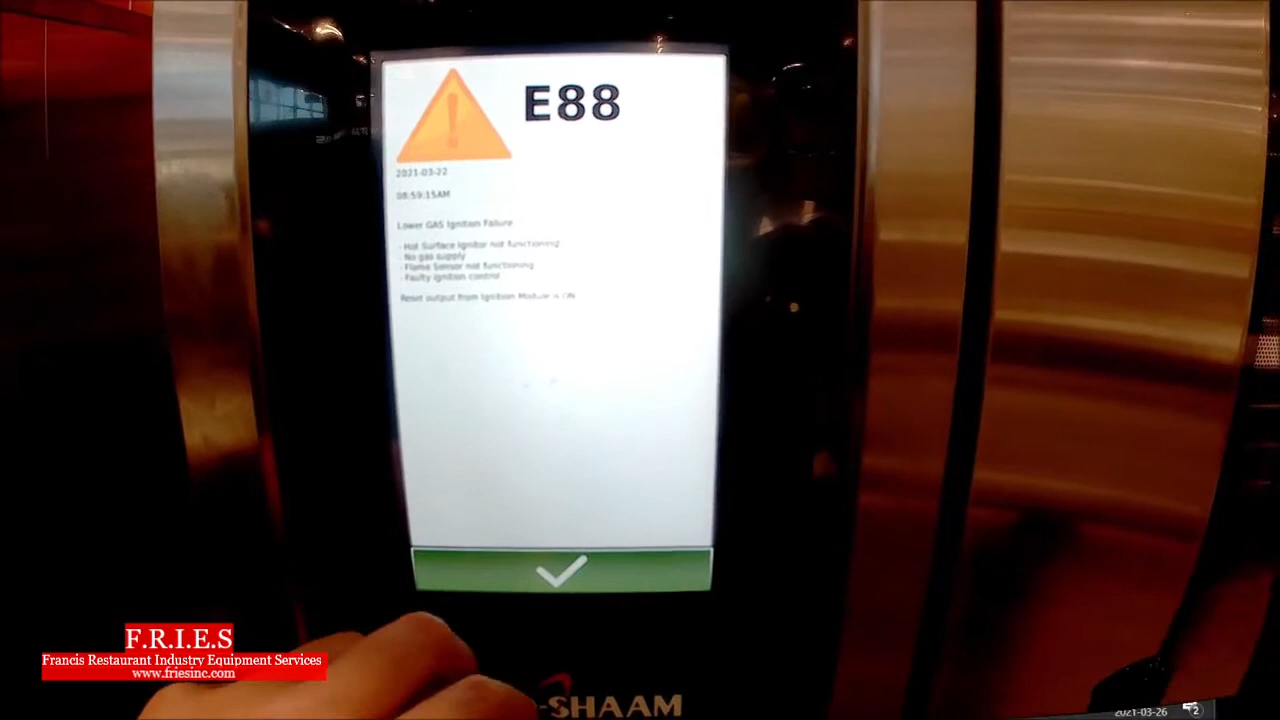 E88
2021-03-22
08:59:15AM
Lower GAS Ignition Failure
- Hot Surface Ignitor not functioning
- No gas supply
- Flame Sensor not functioning
- Faulty ignition control
Reset output from Ignition Module is ON
F.R.I.E.S
Francis Restaurant Industry Equipment Services
www.friesinc.com
-SHAAM
2021-03-26
2